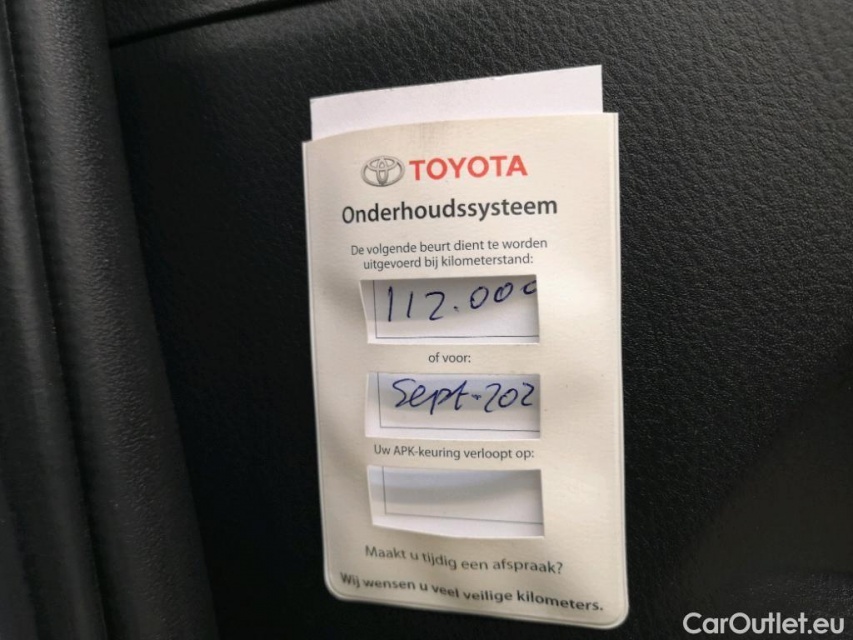 TOYOTA
Onderhoudssysteem
De volgende beurt dient te worden
uitgevoerd bij kilometerstand:
112.000
of voor:
Sept-202
Uw APK-keuring verloopt op:
Maakt u tijdig een afspraak?
Wij wensen u veel veilige kilometers.
CarOutlet.eu